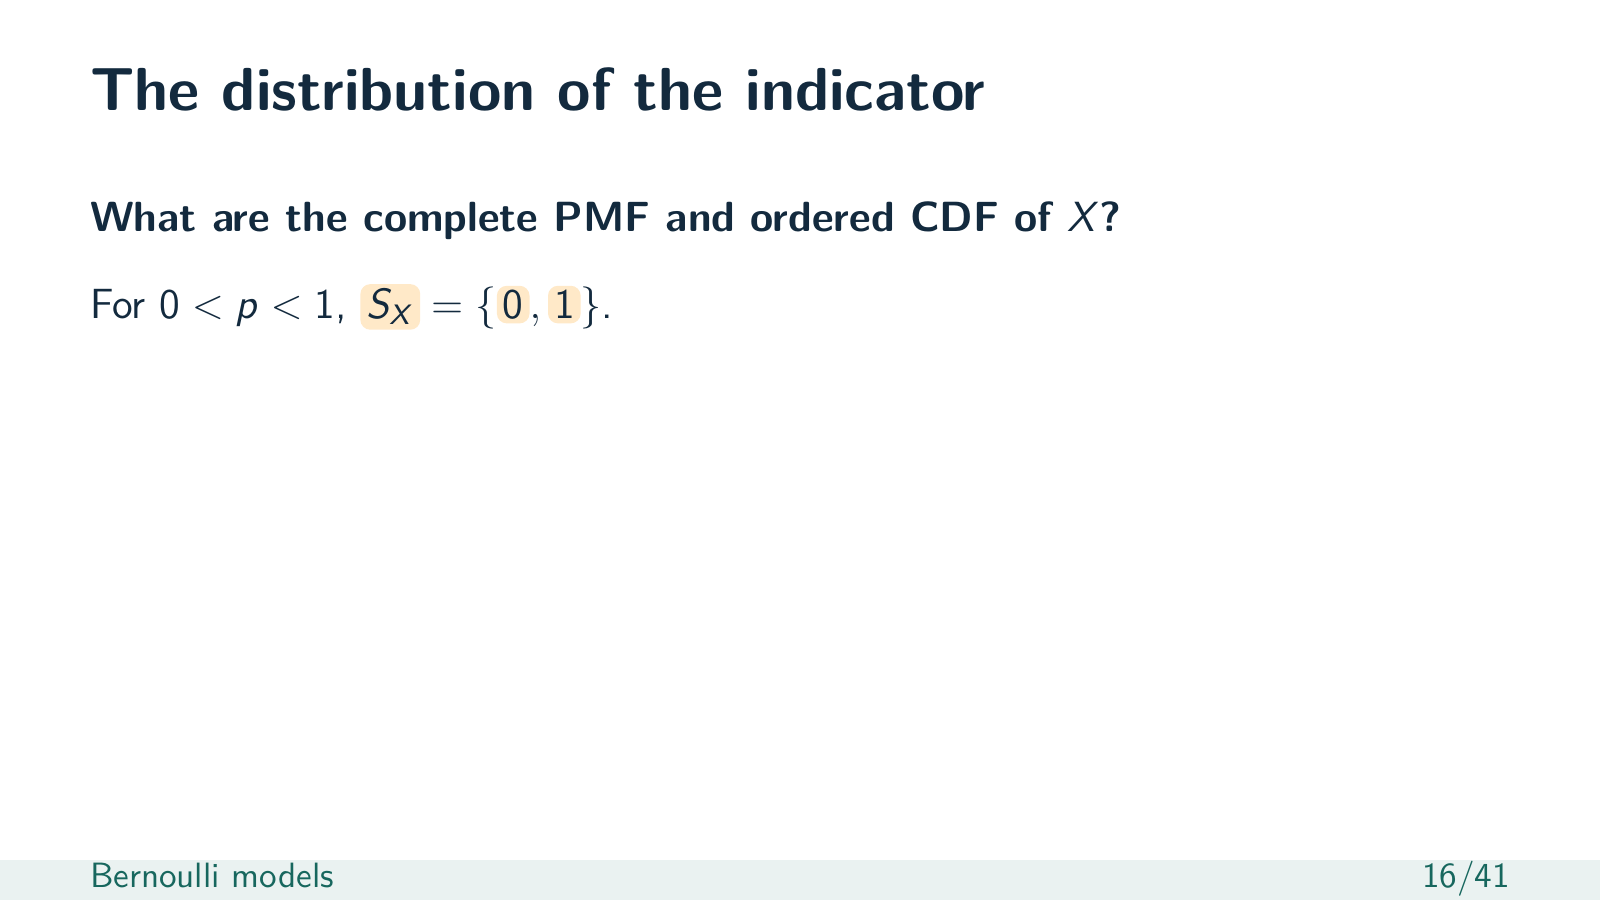 The distribution of the indicator
What are the complete PMF and ordered CDF of X?
For 0 < p < 1, S_X = {0, 1}.
Bernoulli models
16/41